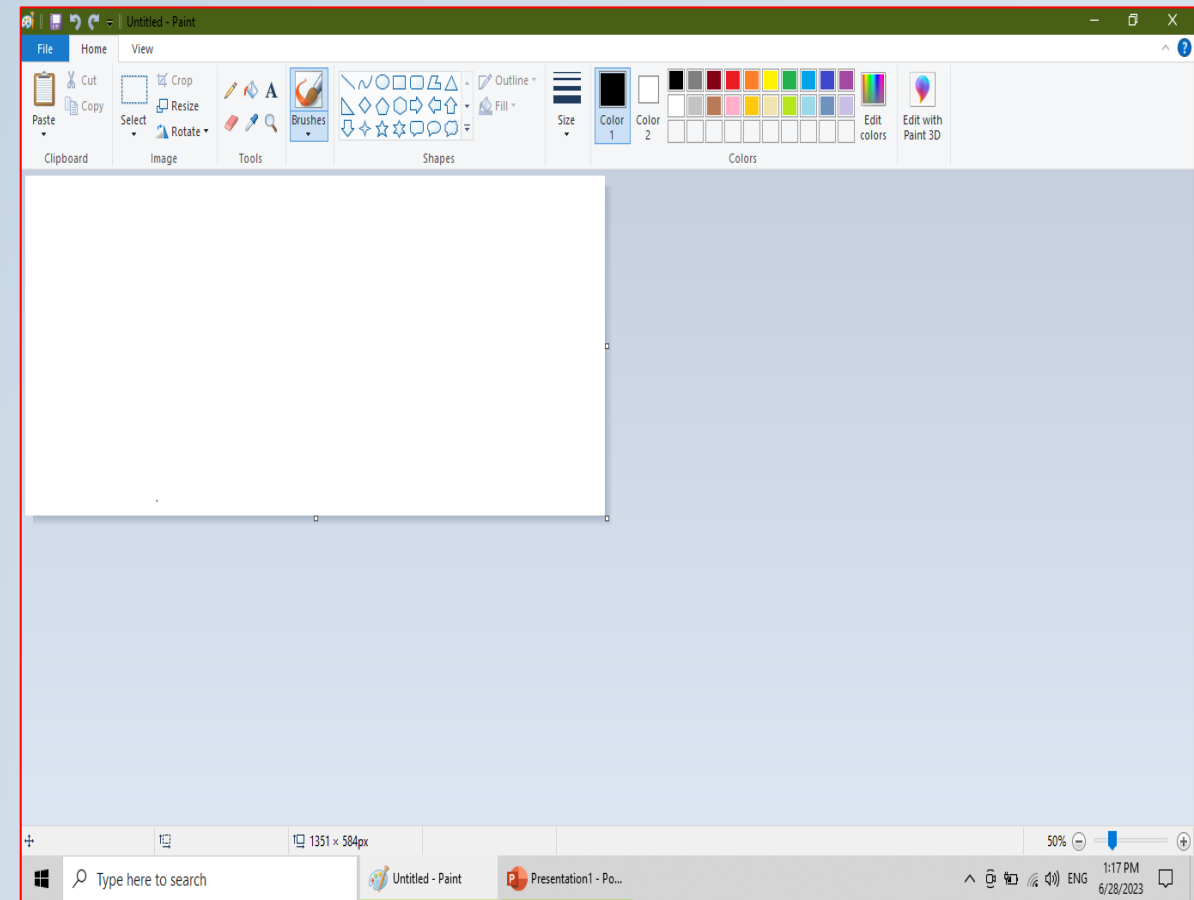 Untitled - Paint
File Home View
Paste
Cut
Copy
Clipboard
Select
Crop
Resize
Rotate
Image
A
Tools
Brushes
Outline
Fill
Shapes
Size
Color 1
Color 2
Edit colors
Colors
Edit with Paint 3D
1351 × 584px
50%
Type here to search
Untitled - Paint
Presentation1 - Po...
ENG
1:17 PM
6/28/2023